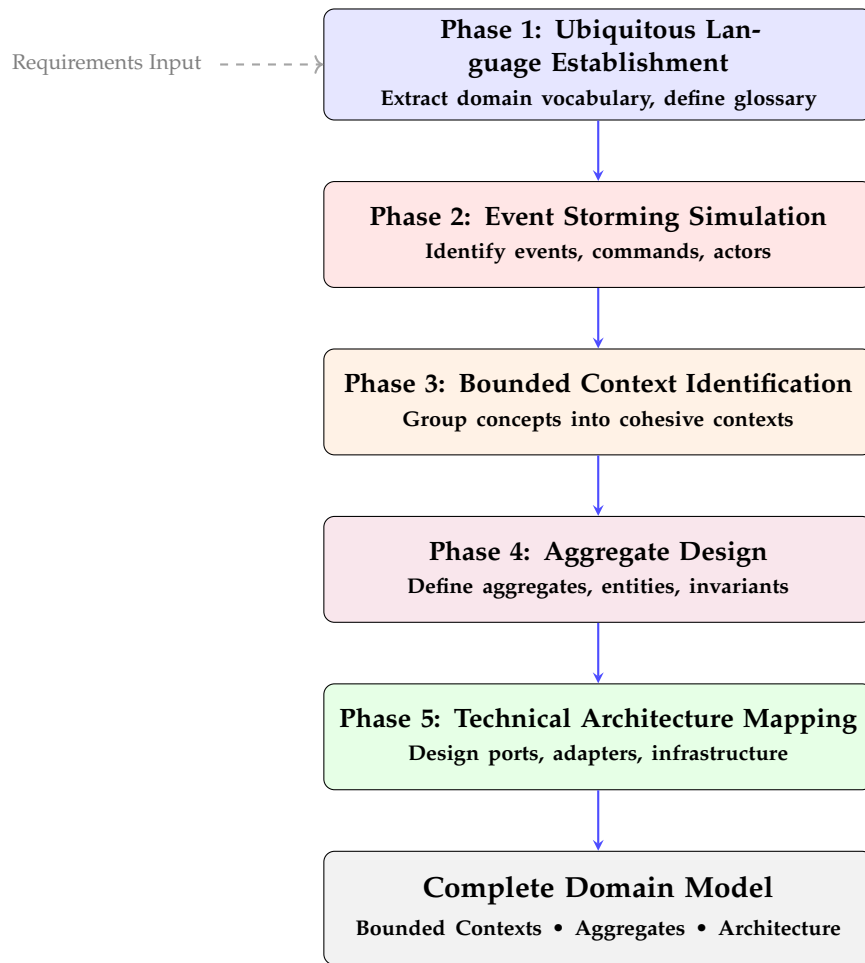 Phase 1: Ubiquitous Lan-
guage Establishment
Extract domain vocabulary, define glossary
Requirements Input
Phase 2: Event Storming Simulation
Identify events, commands, actors
Phase 3: Bounded Context Identification
Group concepts into cohesive contexts
Phase 4: Aggregate Design
Define aggregates, entities, invariants
Phase 5: Technical Architecture Mapping
Design ports, adapters, infrastructure
Complete Domain Model
Bounded Contexts • Aggregates • Architecture